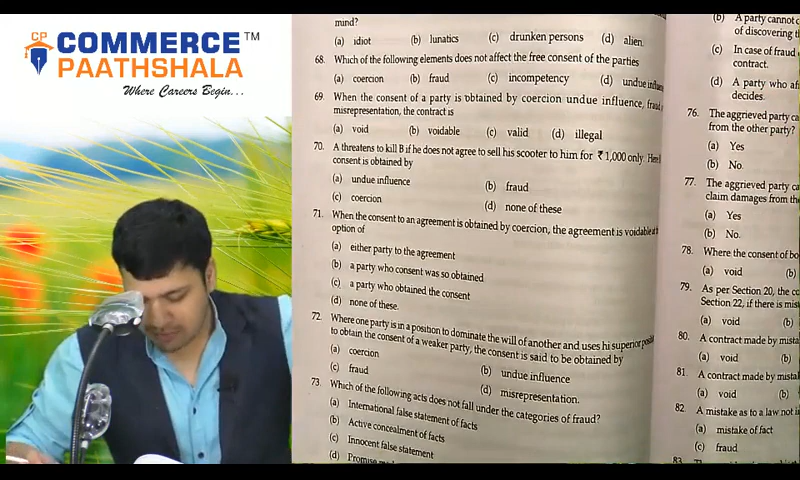 CP
COMMERCE™
PAATHSHALA
Where Careers Begin...
mind?
(a) idiot (b) lunatics (c) drunken persons (d) alien.
68. Which of the following elements does not affect the free consent of the parties
(a) coercion (b) fraud (c) incompetency (d) undue
69. When the consent of a party is obtained by coercion undue influence,
misrepresentation, the contract is
(a) void (b) voidable (c) valid (d) illegal
70. A threatens to kill B if he does not agree to sell his scooter to him for ₹ 1,000 only.
consent is obtained by
(a) undue influence (b) fraud
(c) coercion (d) none of these
71. When the consent to an agreement is obtained by coercion, the agreement is voidable at
option of
(a) either party to the agreement
(b) a party who consent was so obtained
(c) a party who obtained the consent
(d) none of these.
72. Where one party is in a position to dominate the will of another and uses hi superior
to obtain the consent of a weaker party, the consent is said to be obtained by
(a) coercion (b) undue influence
(c) fraud (d) misrepresentation.
73. Which of the following acts does not fall under the categories of fraud?
(a) International false statement of facts
(b) Active concealment of facts
(c) Innocent false statement
(d) Promise
(b) A party cannot
of discovering
(c) In case of fraud
contract.
(d) A party who
decides.
76. The aggrieved party
from the other party?
(a) Yes
(b) No.
77. The aggrieved party
claim damages from
(a) Yes
(b) No.
78. Where the consent of
(a) void (b)
79. As per Section 20, the
Section 22, if there is
(a) void (b)
80. A contract made by
(a) void (b)
81. A contract made by
(a) void (b)
82. A mistake as to a law not
(a) mistake of fact
(c) fraud
83.